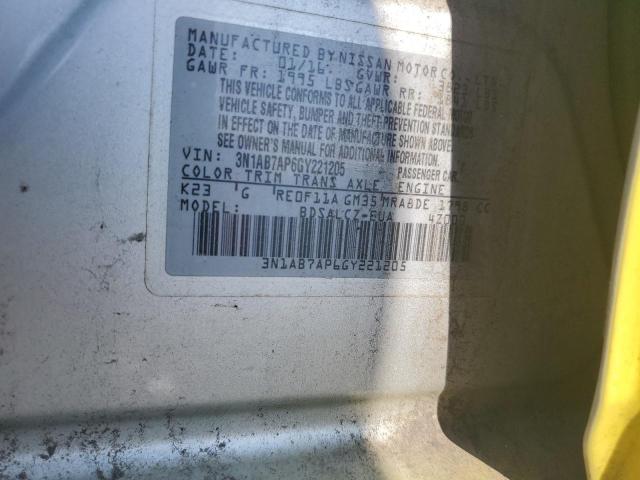 MANUFACTURED BY NISSAN MOTOR CO., LTD.
DATE: 01/16 GVWR:
GAWR FR: 1995 LBS GAWR RR:
THIS VEHICLE CONFORMS TO ALL APPLICABLE FEDERAL MOTOR
VEHICLE SAFETY, BUMPER AND THEFT PREVENTION STANDARDS
IN EFFECT ON THE DATE OF MANUFACTURE SHOWN ABOVE.
SEE OWNER'S MANUAL FOR ADDITIONAL INFORMATION.
VIN: 3N1AB7AP6GY221205 PASSENGER CAR
COLOR TRIM TRANS AXLE ENGINE
K23 G RE0F11A GM35 MRA8DE 1798 CC
MODEL: BDSALCZ-EUA
3N1AB7AP6GY221205